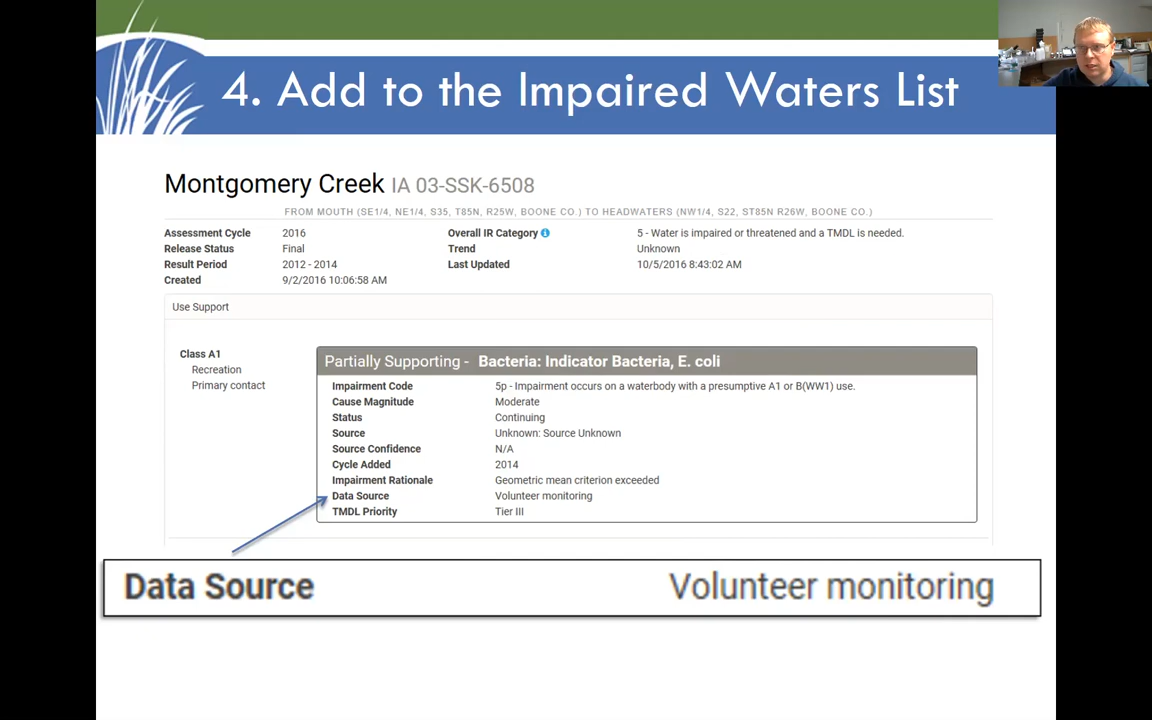 4. Add to the Impaired Waters List
Montgomery Creek IA 03-SSK-6508
FROM MOUTH (SE1/4, NE1/4, S35, T85N, R25W, BOONE CO.) TO HEADWATERS (NW1/4, S22, ST85N R26W, BOONE CO.)
Assessment Cycle 2016 Overall IR Category 5 - Water is impaired or threatened and a TMDL is needed.
Release Status Final Trend Unknown
Result Period 2012 - 2014 Last Updated 10/5/2016 8:43:02 AM
Created 9/2/2016 10:06:58 AM
Use Support
Class A1
Recreation
Primary contact
Partially Supporting - Bacteria: Indicator Bacteria, E. coli
Impairment Code 5p - Impairment occurs on a waterbody with a presumptive A1 or B(WW1) use.
Cause Magnitude Moderate
Status Continuing
Source Unknown: Source Unknown
Source Confidence N/A
Cycle Added 2014
Impairment Rationale Geometric mean criterion exceeded
Data Source Volunteer monitoring
TMDL Priority Tier III
Data Source Volunteer monitoring